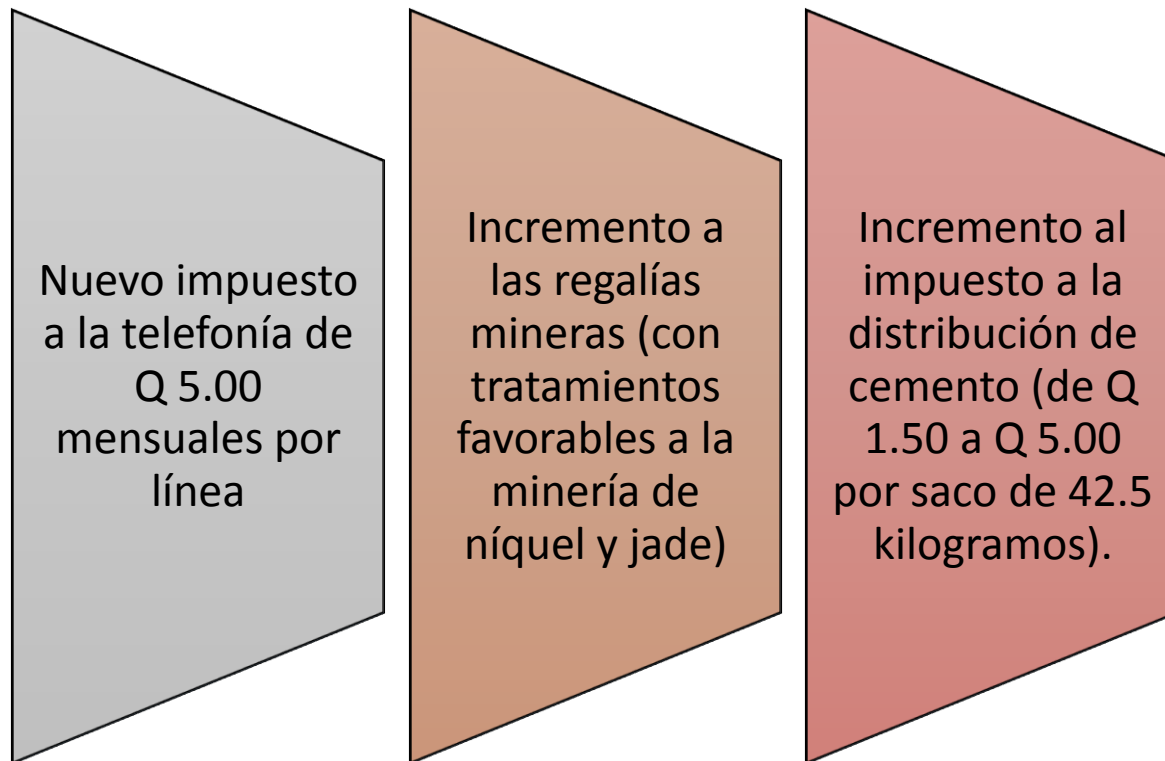 Nuevo impuesto
a la telefonía de
Q 5.00
mensuales por
línea
Incremento a
las regalías
mineras (con
tratamientos
favorables a la
minería de
níquel y jade)
Incremento al
impuesto a la
distribución de
cemento (de Q
1.50 a Q 5.00
por saco de 42.5
kilogramos).